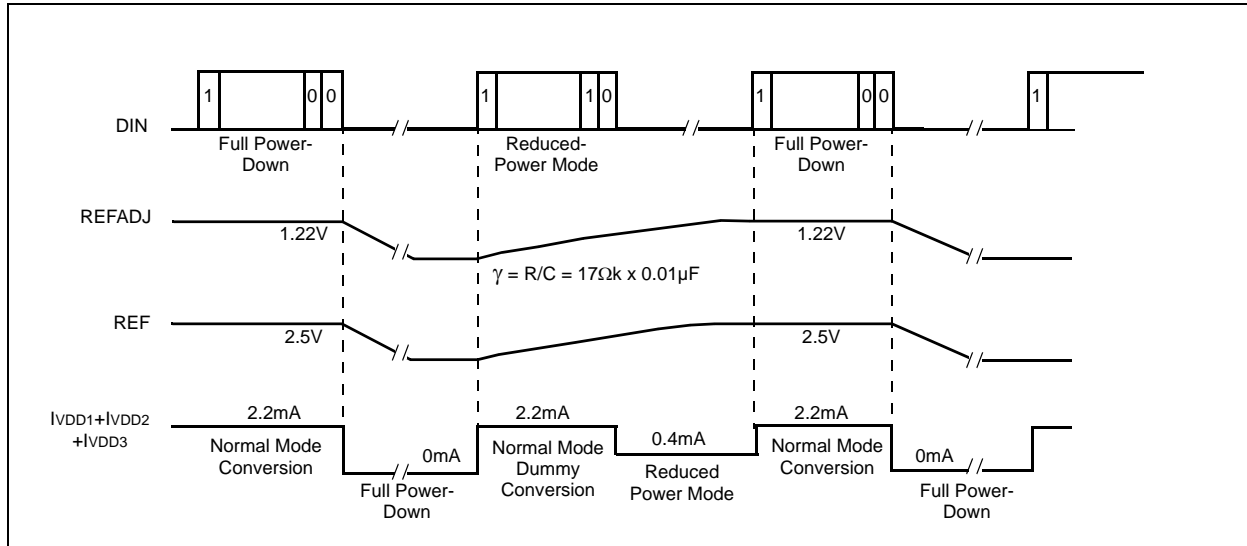 DIN
1
0 0
1
1 0
1
0 0
1
Full Power-
Down
Reduced-
Power Mode
Full Power-
Down
REFADJ
1.22V
1.22V
γ = R/C = 17Ωk x 0.01µF
REF
2.5V
2.5V
IVDD1+IVDD2
+IVDD3
2.2mA
Normal Mode
Conversion
0mA
Full Power-
Down
2.2mA
Normal Mode
Dummy
Conversion
0.4mA
Reduced
Power Mode
2.2mA
Normal Mode
Conversion
0mA
Full Power-
Down